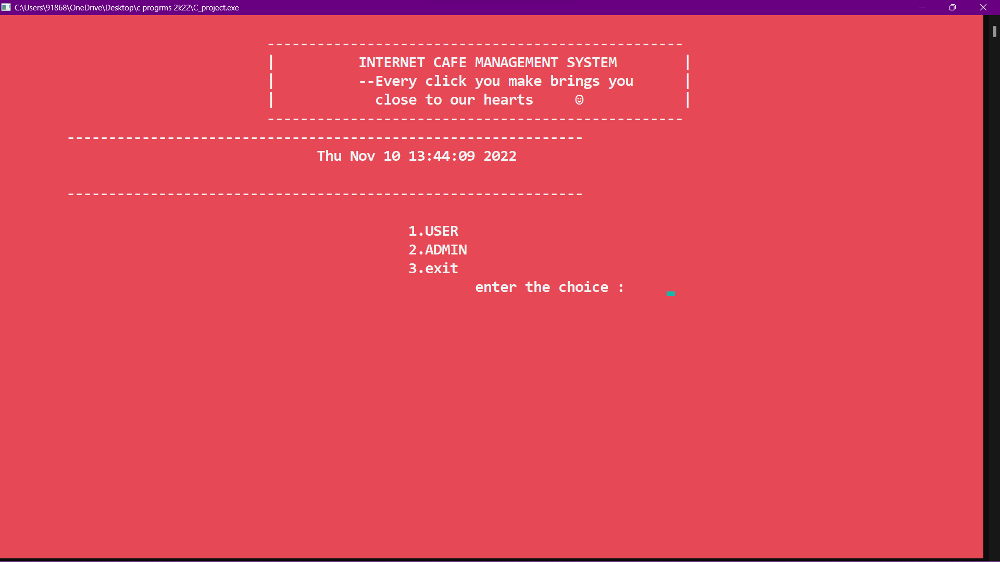 C:\Users\91868\OneDrive\Desktop\c progrms 2k22\C_project.exe
--------------------------------------------------
| INTERNET CAFE MANAGEMENT SYSTEM |
| --Every click you make brings you |
| close to our hearts ☺ |
--------------------------------------------------
--------------------------------------------------------------
Thu Nov 10 13:44:09 2022
--------------------------------------------------------------
1.USER
2.ADMIN
3.exit
enter the choice :